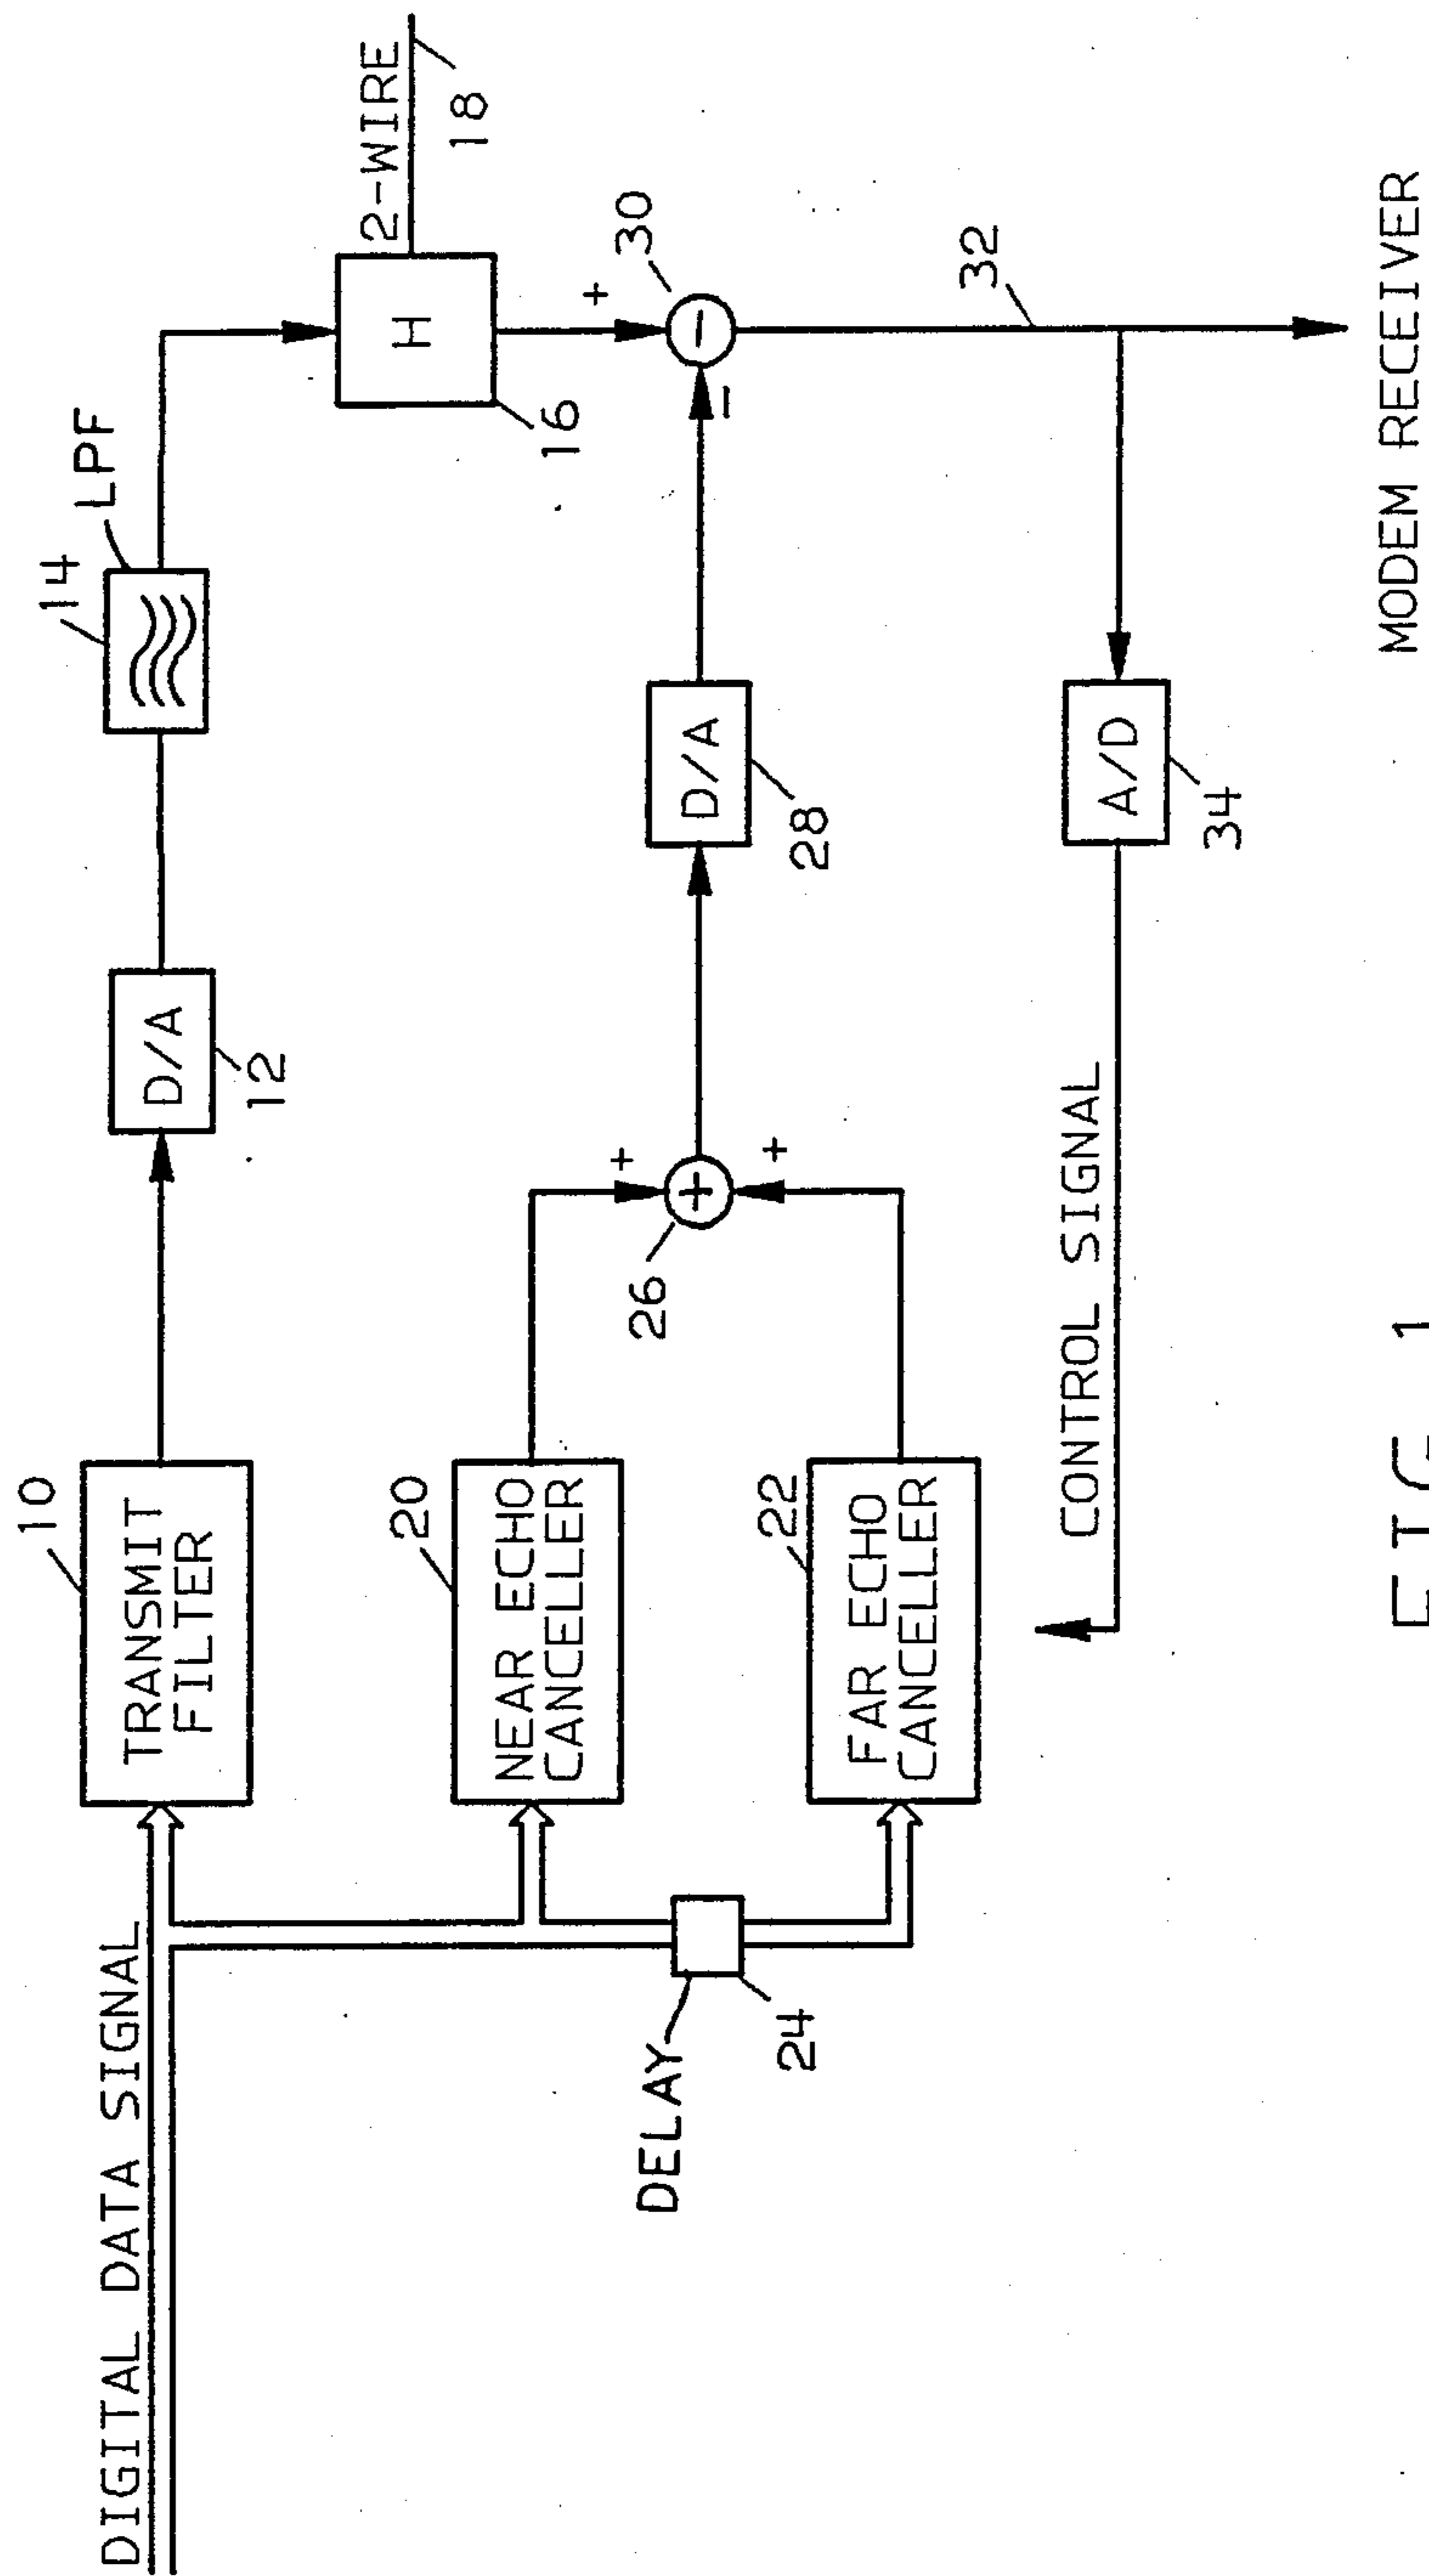 DIGITAL DATA SIGNAL
10
TRANSMIT
FILTER
D/A
12
14
LPF
H
16
2-WIRE
18
20
NEAR ECHO
CANCELLER
22
FAR ECHO
CANCELLER
DELAY
24
26
+
+
+
D/A
28
30
+
−
−
32
A/D
34
CONTROL SIGNAL
MODEM RECEIVER
FIG. 1